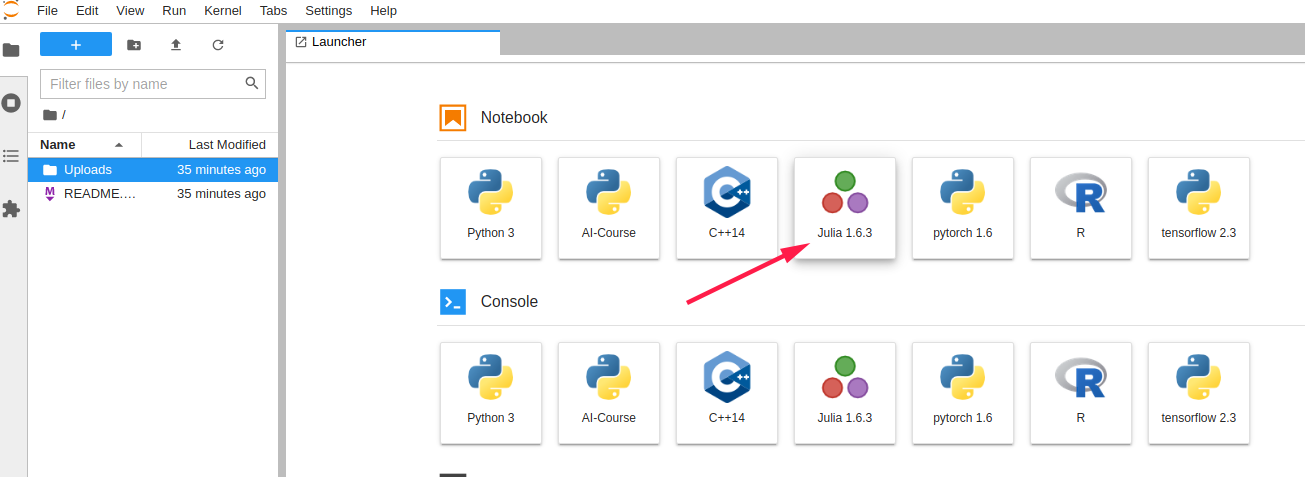 File Edit View Run Kernel Tabs Settings Help
+
Launcher
Filter files by name
/
Name Last Modified
Uploads 35 minutes ago
M README.… 35 minutes ago
Notebook
Python 3 AI-Course C++14 Julia 1.6.3 pytorch 1.6 R tensorflow 2.3
Console
Python 3 AI-Course C++14 Julia 1.6.3 pytorch 1.6 R tensorflow 2.3